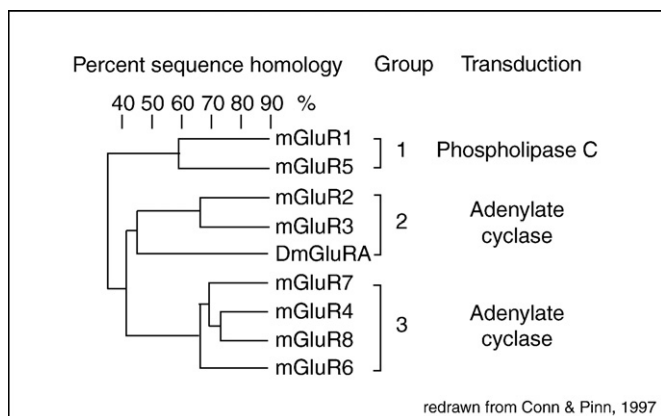 Percent sequence homology Group Transduction
40 50 60 70 80 90 %
mGluR1
1 Phospholipase C
mGluR5
mGluR2
mGluR3
2 Adenylate
cyclase
DmGluRA
mGluR7
mGluR4
3 Adenylate
cyclase
mGluR8
mGluR6
redrawn from Conn & Pinn, 1997